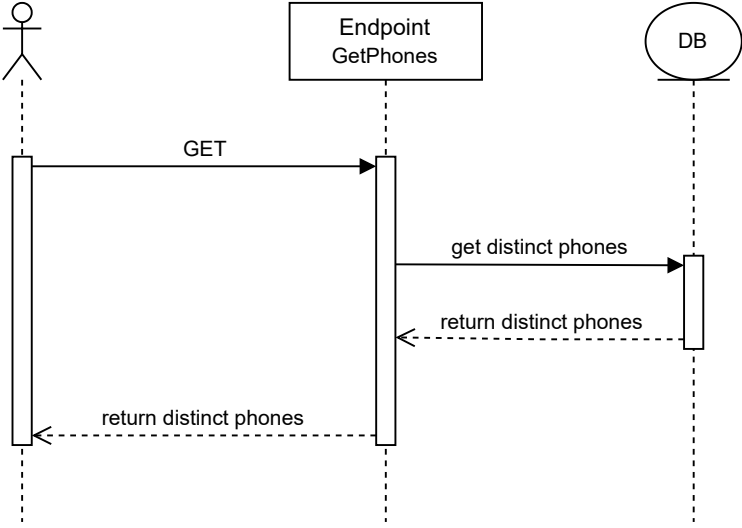 Endpoint
GetPhones
DB
GET
get distinct phones
return distinct phones
return distinct phones